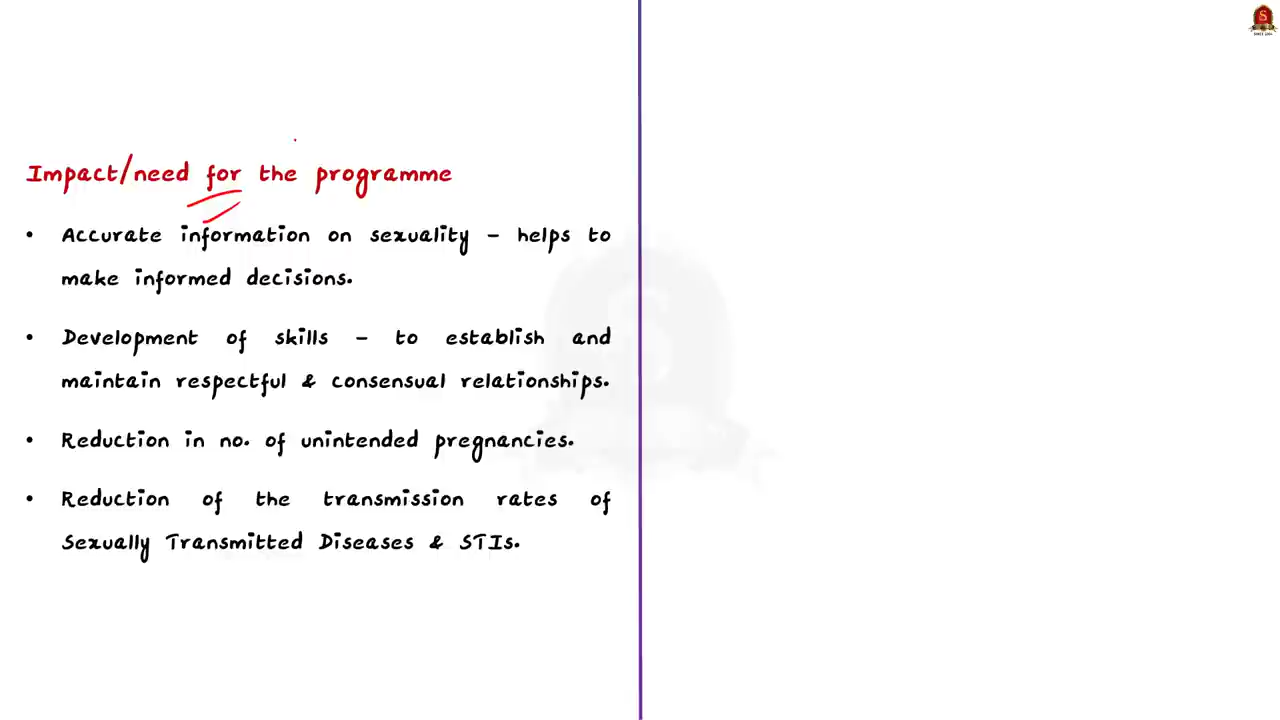 Impact/need for the programme
• Accurate information on sexuality – helps to
make informed decisions.
• Development of skills – to establish and
maintain respectful & consensual relationships.
• Reduction in no. of unintended pregnancies.
• Reduction of the transmission rates of
Sexually Transmitted Diseases & STIs.